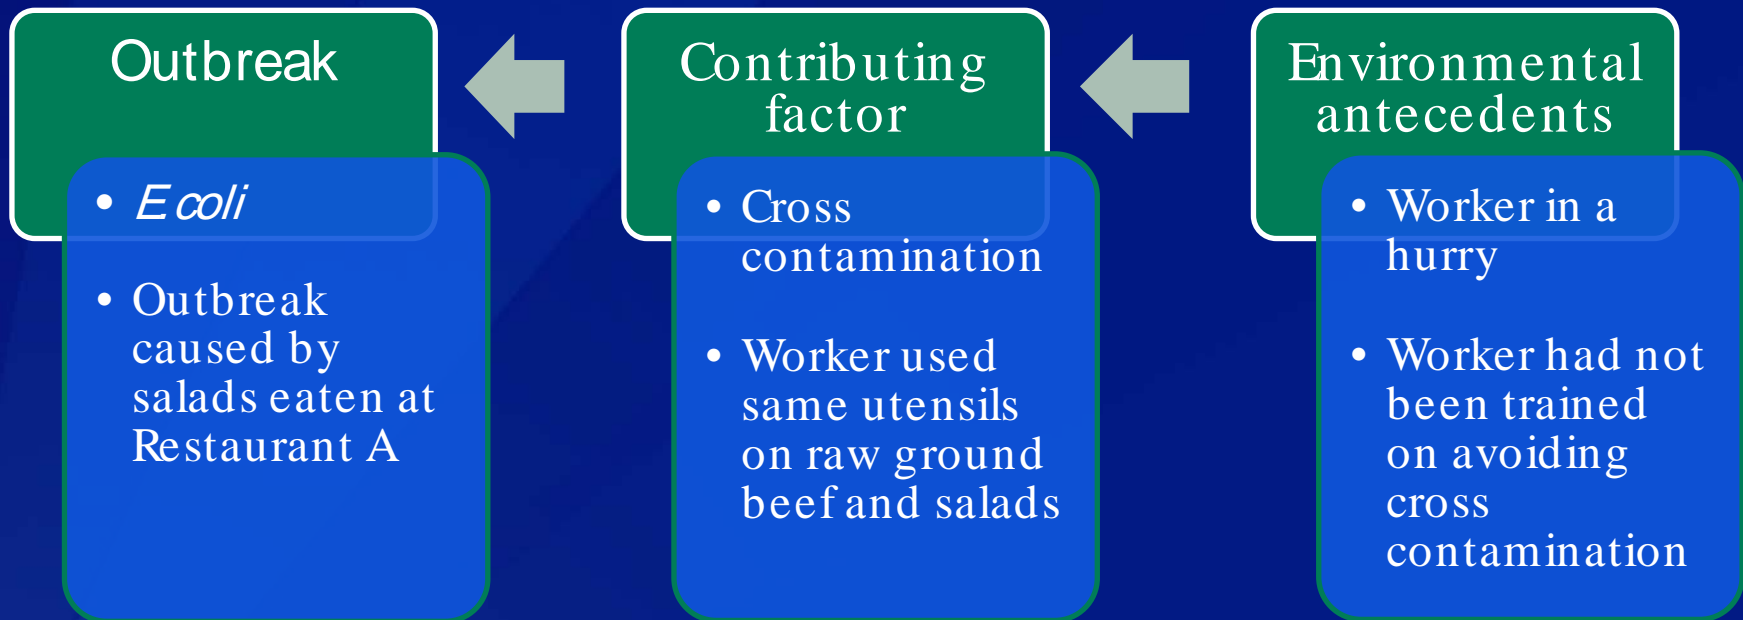 Outbreak
• E coli
• Outbreak
caused by
salads eaten at
Restaurant A
Contributing
factor
• Cross
contamination
• Worker used
same utensils
on raw ground
beef and salads
Environmental
antecedents
• Worker in a
hurry
• Worker had not
been trained
on avoiding
cross
contamination